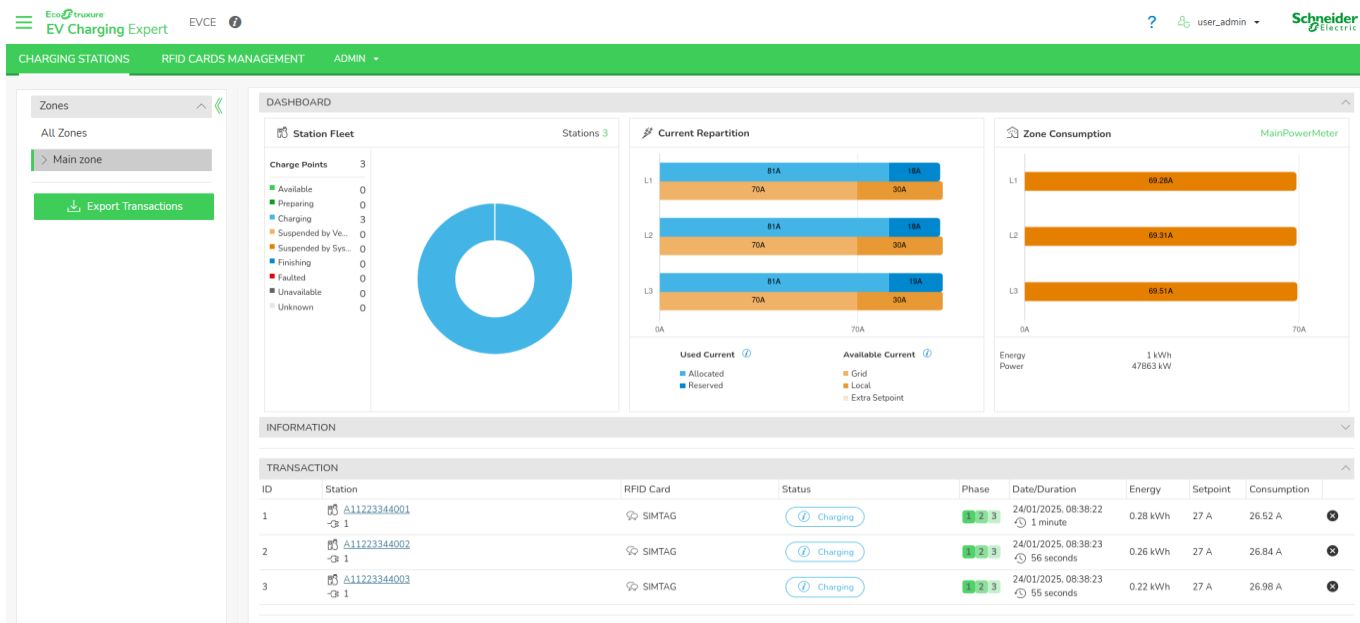 EcoStruxure
EV Charging Expert
EVCE
?
user_admin
Schneider
Electric
CHARGING STATIONS
RFID CARDS MANAGEMENT
ADMIN
Zones
All Zones
Main zone
Export Transactions
DASHBOARD
Station Fleet
Stations 3
Charge Points 3
Available 0
Preparing 0
Charging 3
Suspended by Ve... 0
Suspended by Sys... 0
Finishing 0
Faulted 0
Unavailable 0
Unknown 0
Current Repartition
L1 81A 18A
70A 30A
L2 81A 18A
70A 30A
L3 81A 19A
70A 30A
0A 70A
Used Current
Allocated
Reserved
Available Current
Grid
Local
Extra Setpoint
Zone Consumption
MainPowerMeter
L1 69.28A
L2 69.31A
L3 69.51A
0A 70A
Energy 1 kWh
Power 47863 kW
INFORMATION
TRANSACTION
ID Station RFID Card Status Phase Date/Duration Energy Setpoint Consumption
1 A11223344001 SIMTAG Charging 1 2 3 24/01/2025, 08:38:22 0.28 kWh 27 A 26.52 A
1 1 minute
2 A11223344002 SIMTAG Charging 1 2 3 24/01/2025, 08:38:23 0.26 kWh 27 A 26.84 A
1 56 seconds
3 A11223344003 SIMTAG Charging 1 2 3 24/01/2025, 08:38:23 0.22 kWh 27 A 26.98 A
1 55 seconds